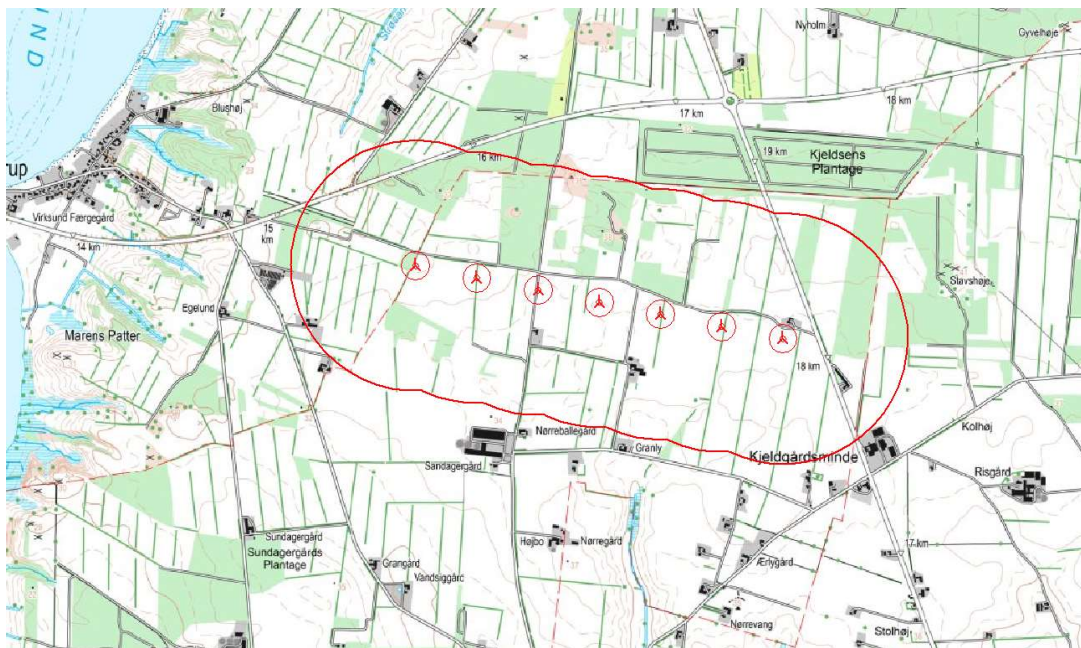 ND
Nyholm
Gyvelhøje
Blushøj
17 km
18 km
16 km
19 km
Kjeldsens
Plantage
rup
Virksund Færgegård
15
km
14 km
Stavshøje
Egelund
Marens Patter
18 km
Nørreballegård
Kolhøj
Sandagergård
Granly
Kjeldgårdsminde
Risgård
Sundagergård
Højbo
Nørregård
17 km
Sundagergårds
Plantage
Grangård
Ærlygård
Vandsiggård
Nørrevang
Stolhøj